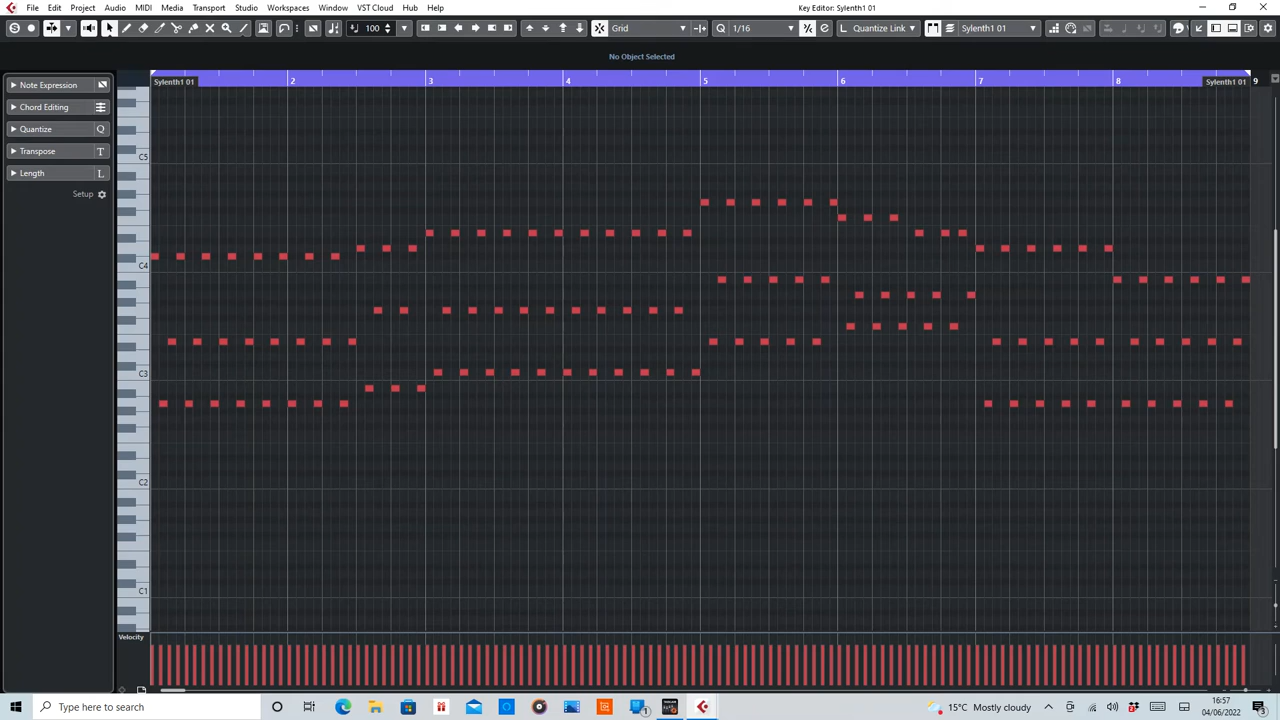 File Edit Project Audio MIDI Media Transport Studio Workspaces Window VST Cloud Hub Help
Key Editor: Sylenth1 01
100 Grid Q 1/16 Quantize Link Sylenth1 01
No Object Selected
2 3 4 5 6 7 8 9
Sylenth1 01 Sylenth1 01
Note Expression
Chord Editing
Quantize Q
Transpose T
Length L
Setup
C5
C4
C3
C2
C1
Velocity
Type here to search
1
15°C Mostly cloudy
16:57
04/06/2022
3